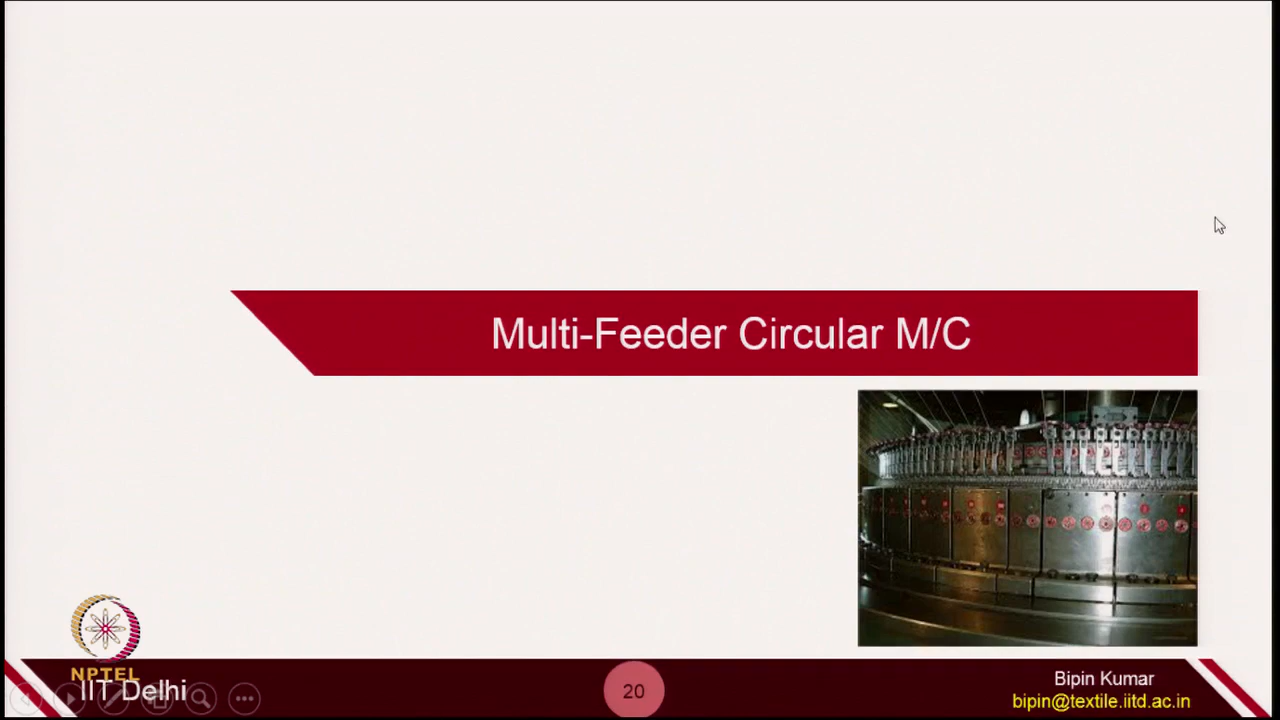 Multi-Feeder Circular M/C
NPTEL
IIT Delhi
20
Bipin Kumar
bipin@textile.iitd.ac.in